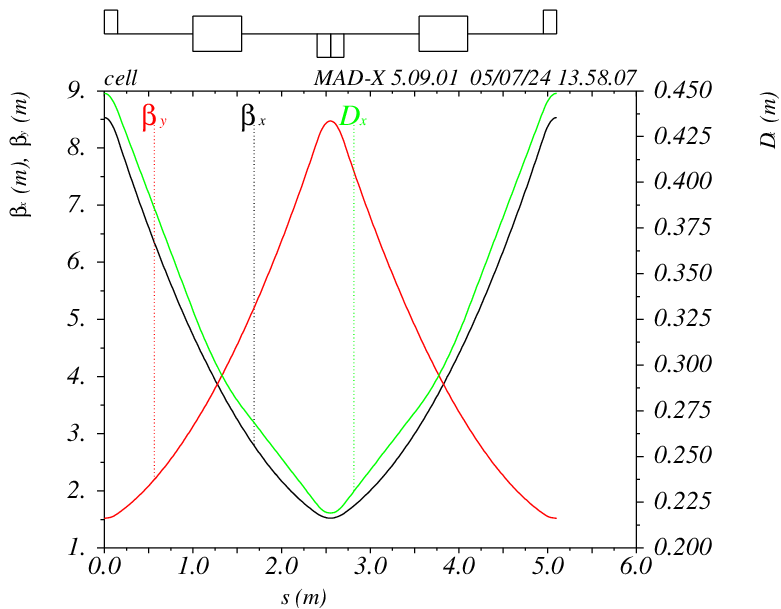 cell MAD-X 5.09.01 05/07/24 13.58.07
βx (m), βy (m)
9.
8.
7.
6.
5.
4.
3.
2.
1.
βy
βx
Dx
0.450
0.425
0.400
0.375
0.350
0.325
0.300
0.275
0.250
0.225
0.200
Dx (m)
0.0 1.0 2.0 3.0 4.0 5.0 6.0
s (m)